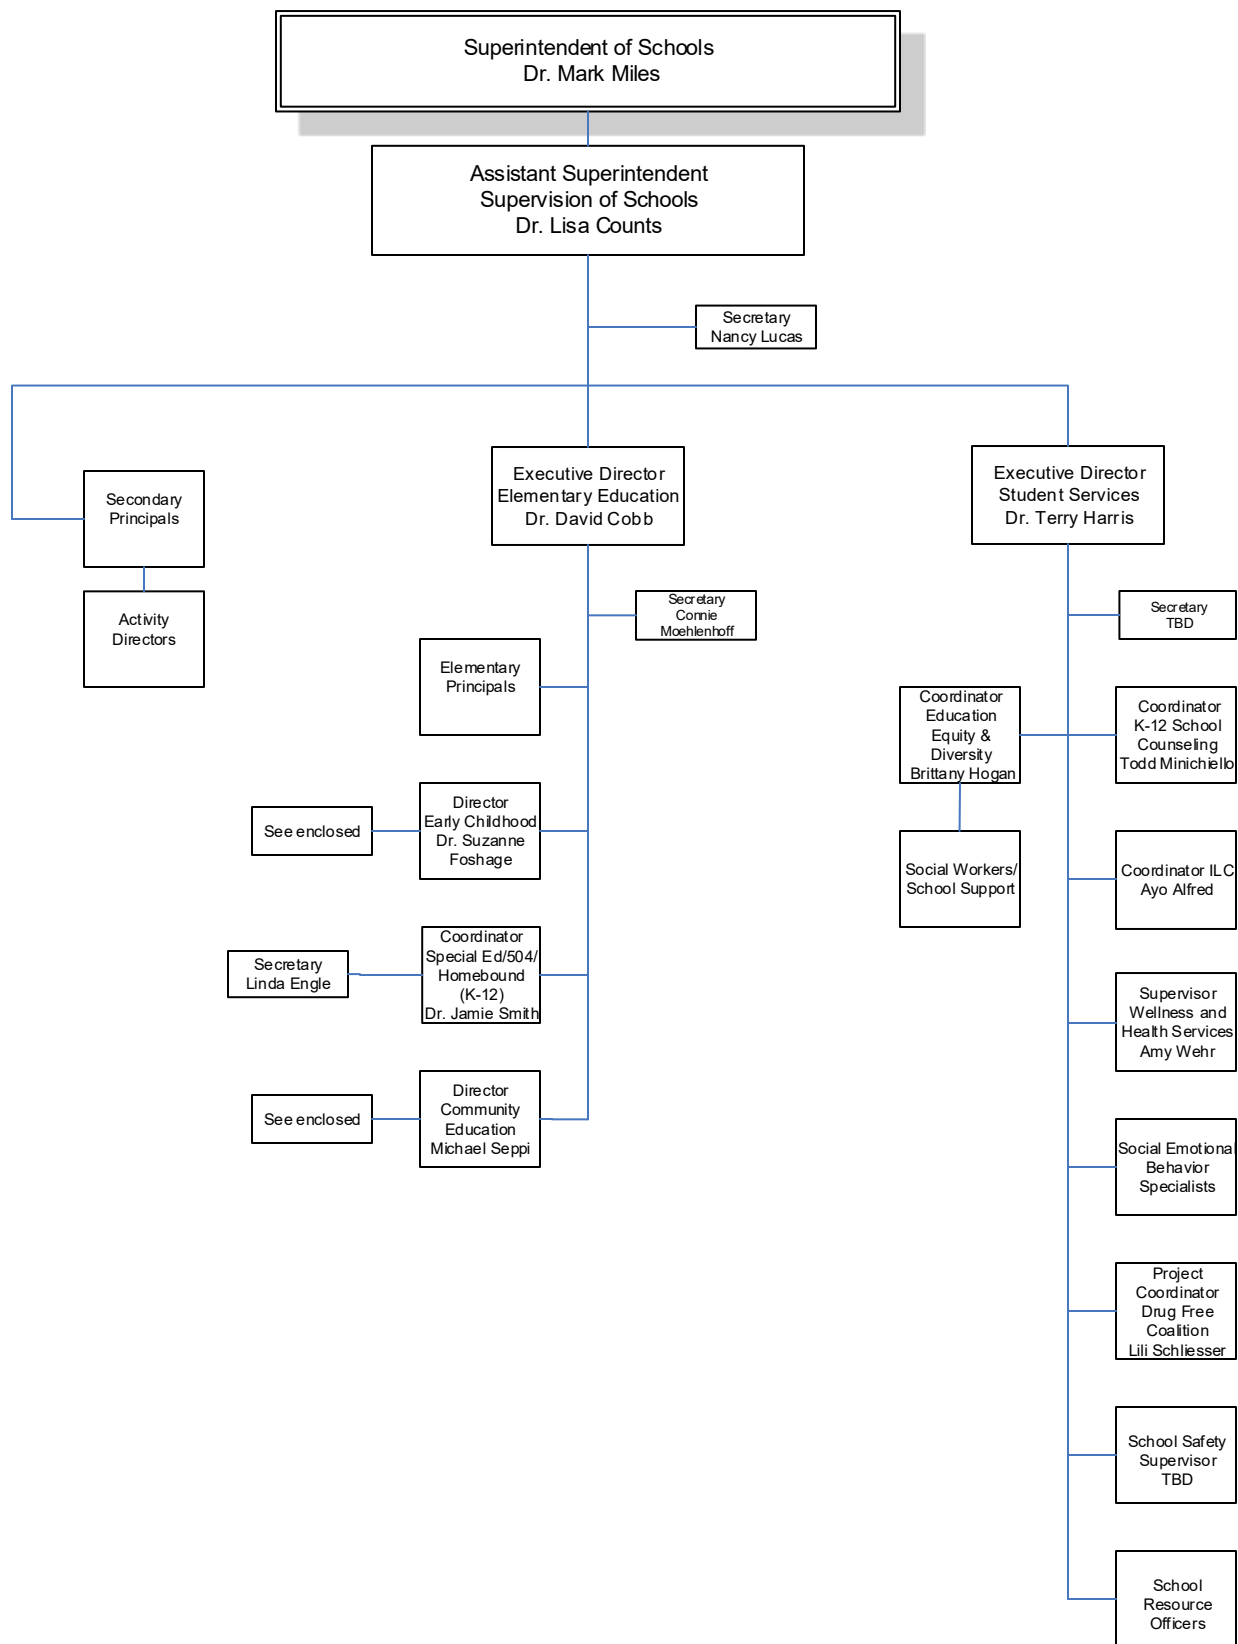 Superintendent of Schools
Dr. Mark Miles
Assistant Superintendent
Supervision of Schools
Dr. Lisa Counts
Secretary
Nancy Lucas
Secondary
Principals
Activity
Directors
Executive Director
Elementary Education
Dr. David Cobb
Secretary
Connie
Moehlenhoff
Elementary
Principals
See enclosed
Director
Early Childhood
Dr. Suzanne
Foshage
Secretary
Linda Engle
Coordinator
Special Ed/504/
Homebound
(K-12)
Dr. Jamie Smith
See enclosed
Director
Community
Education
Michael Seppi
Executive Director
Student Services
Dr. Terry Harris
Secretary
TBD
Coordinator
Education
Equity &
Diversity
Brittany Hogan
Social Workers/
School Support
Coordinator
K-12 School
Counseling
Todd Minichiello
Coordinator ILC
Ayo Alfred
Supervisor
Wellness and
Health Services
Amy Wehr
Social Emotional
Behavior
Specialists
Project
Coordinator
Drug Free
Coalition
Lili Schliesser
School Safety
Supervisor
TBD
School
Resource
Officers